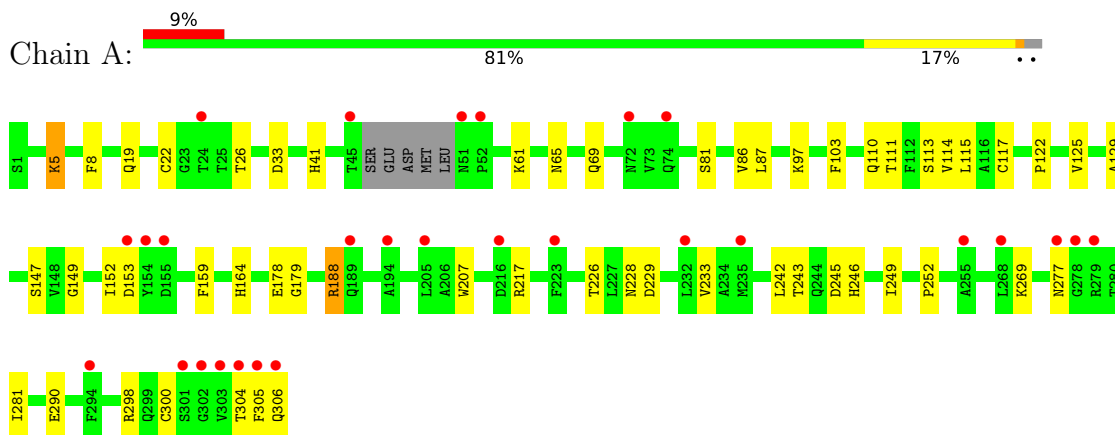 9%
Chain A:
81% 17% • •
S1 K5 F8 Q19 C22 G23 T24 T25 T26 D33 H41 T45 SER GLU ASP MET LEU N51 P52 K61 N65 Q69 N72 V73 Q74 S81 V86 L87 K97 F103 Q110 T111 F112 S113 V114 L115 A116 C117 P122 V125 A129
S147 V148 G149 I152 D153 Y154 D155 F159 H164 E178 G179 R188 Q189 A194 L205 A206 W207 D216 R217 F223 T226 L227 N228 D229 L232 V233 A234 M235 L242 T243 Q244 D245 H246 I249 P252 A255 L268 K269 N277 G278 R279 T280
I281 E290 F294 R298 Q299 C300 S301 G302 V303 T304 F305 Q306